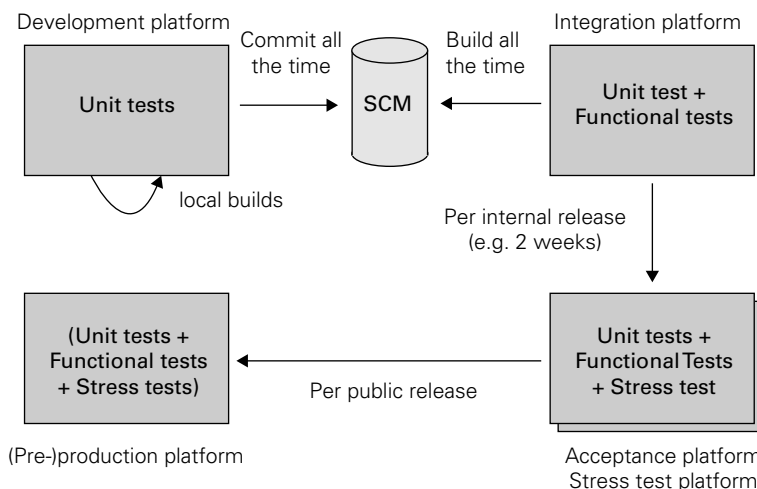 Development platform
Commit all
the time
Build all
the time
Integration platform
Unit tests
SCM
Unit test +
Functional tests
local builds
Per internal release
(e.g. 2 weeks)
(Unit tests +
Functional tests
+ Stress tests)
Per public release
Unit tests +
Functional Tests
+ Stress test
(Pre-)production platform
Acceptance platform
Stress test platform